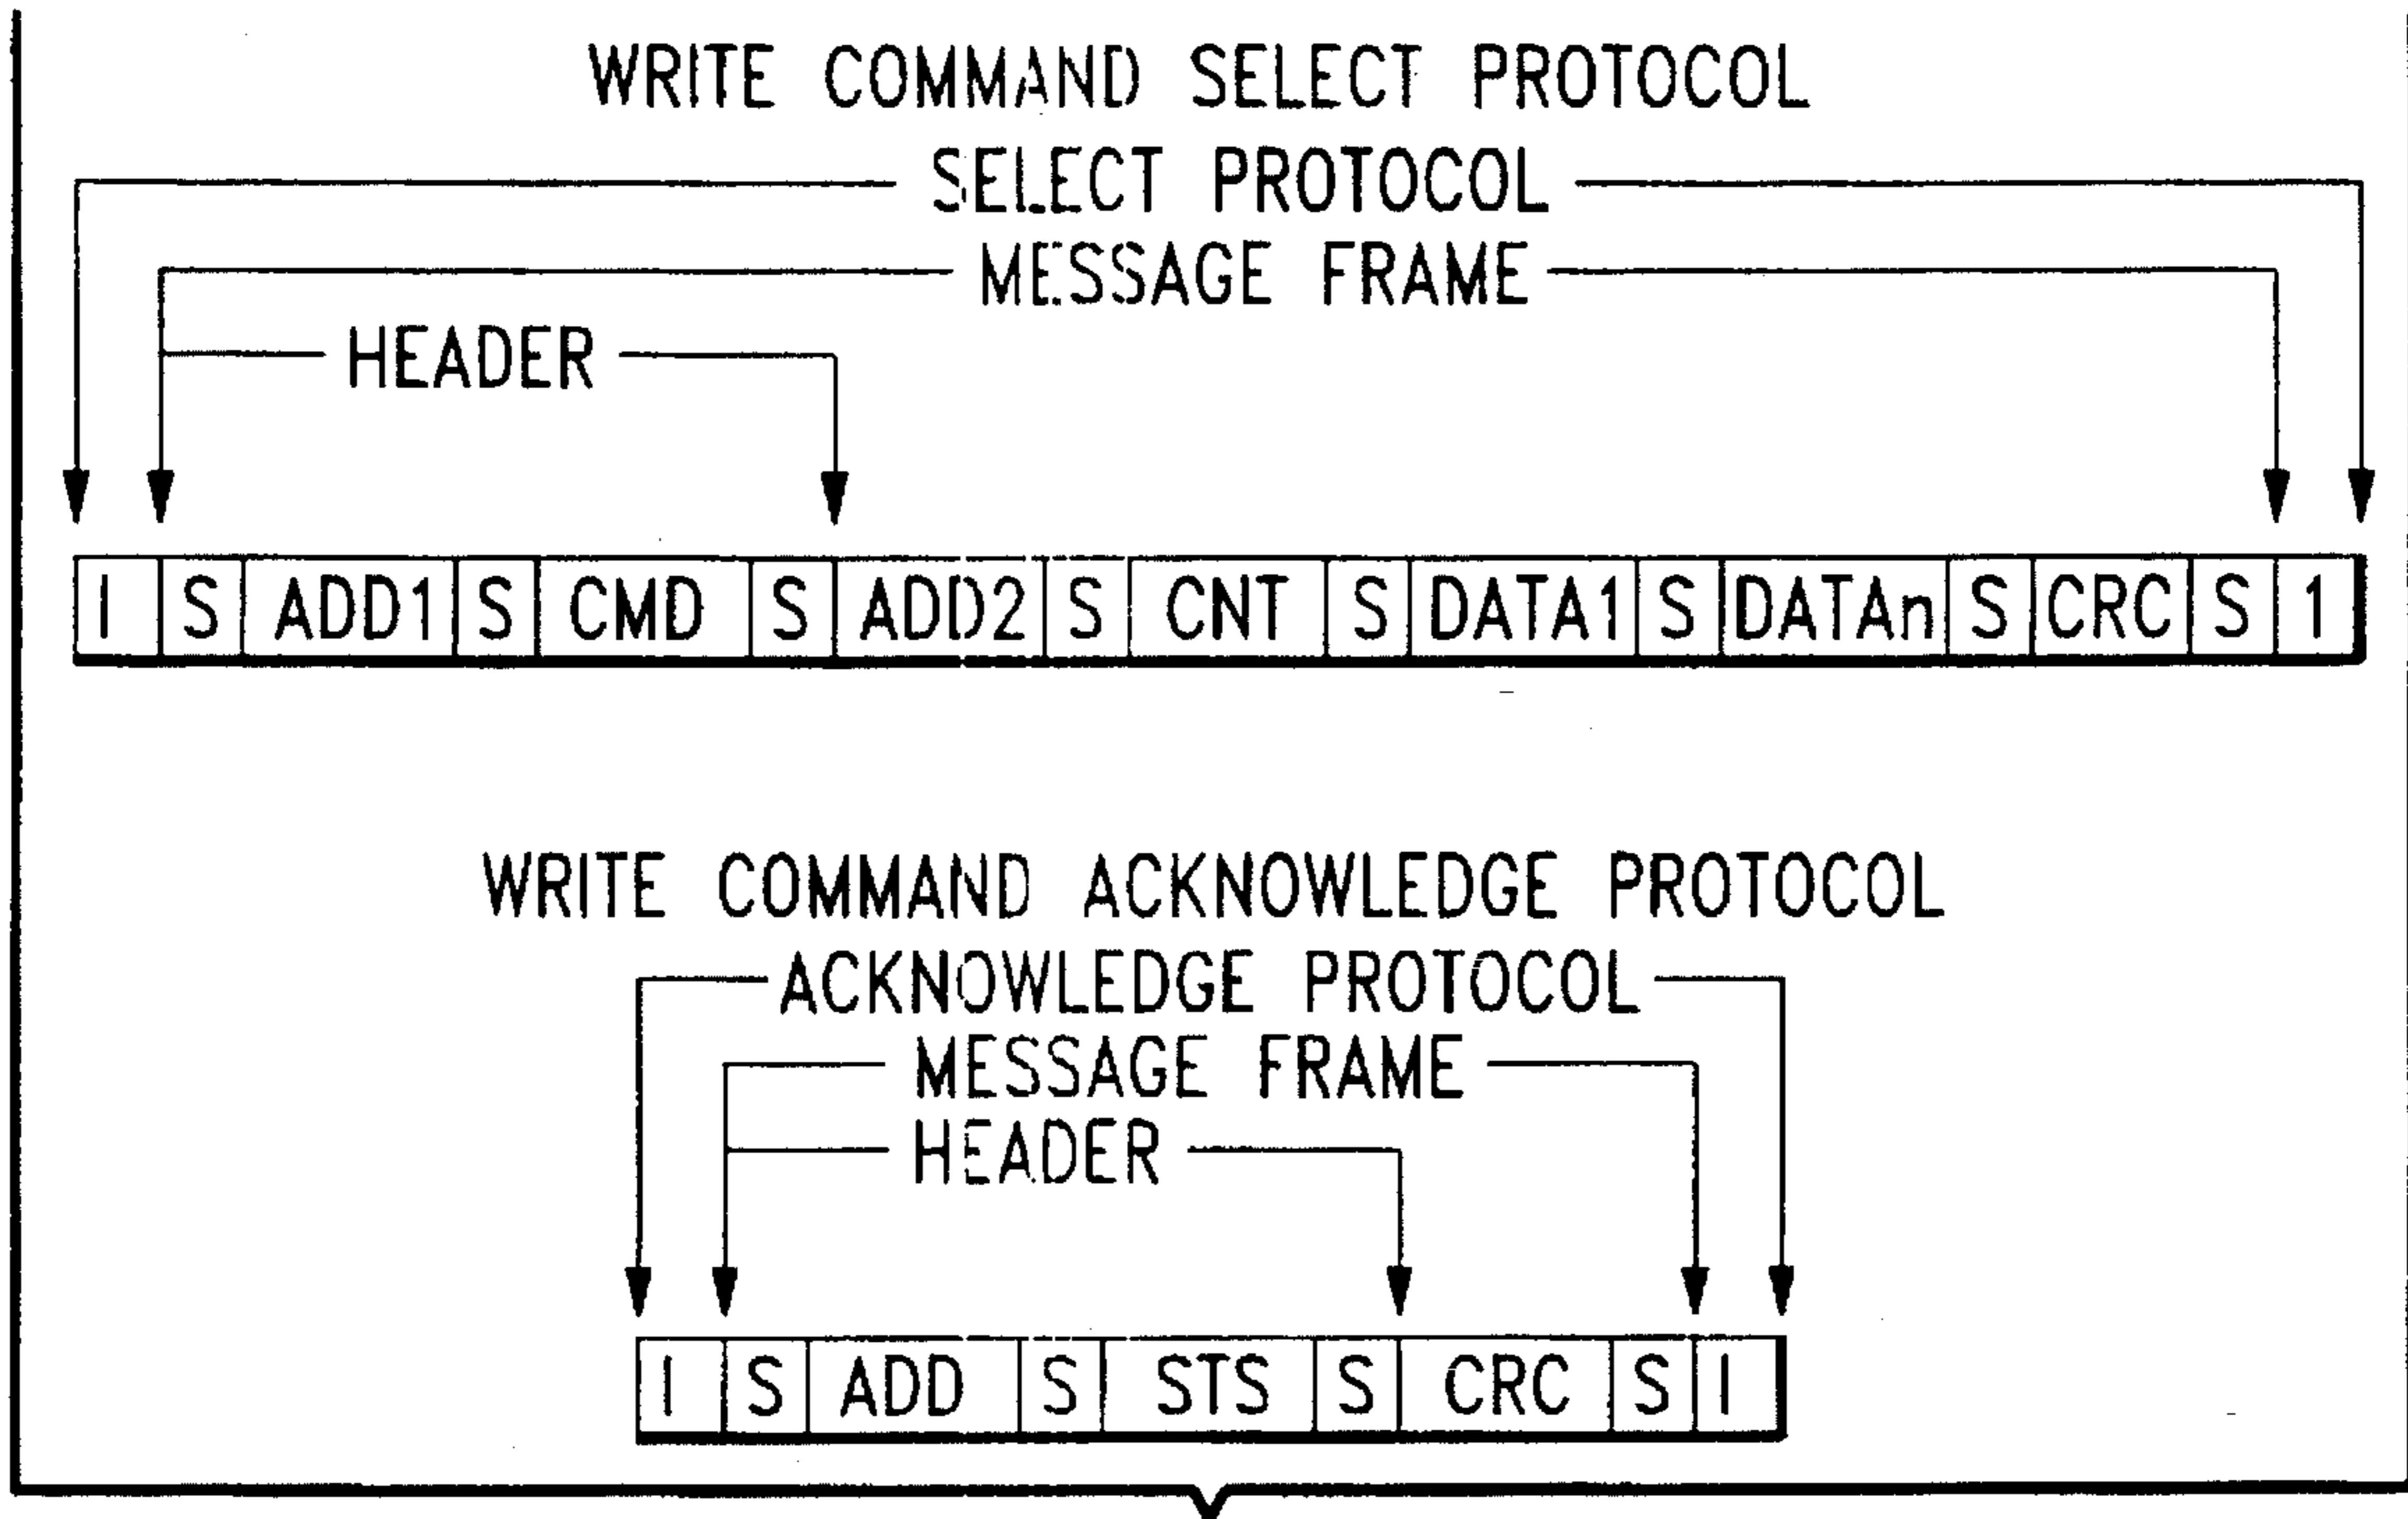 WRITE COMMAND SELECT PROTOCOL
SELECT PROTOCOL
MESSAGE FRAME
HEADER
I S ADD1 S CMD S ADD2 S CNT S DATA1 S DATAn S CRC S 1
WRITE COMMAND ACKNOWLEDGE PROTOCOL
ACKNOWLEDGE PROTOCOL
MESSAGE FRAME
HEADER
I S ADD S STS S CRC S I